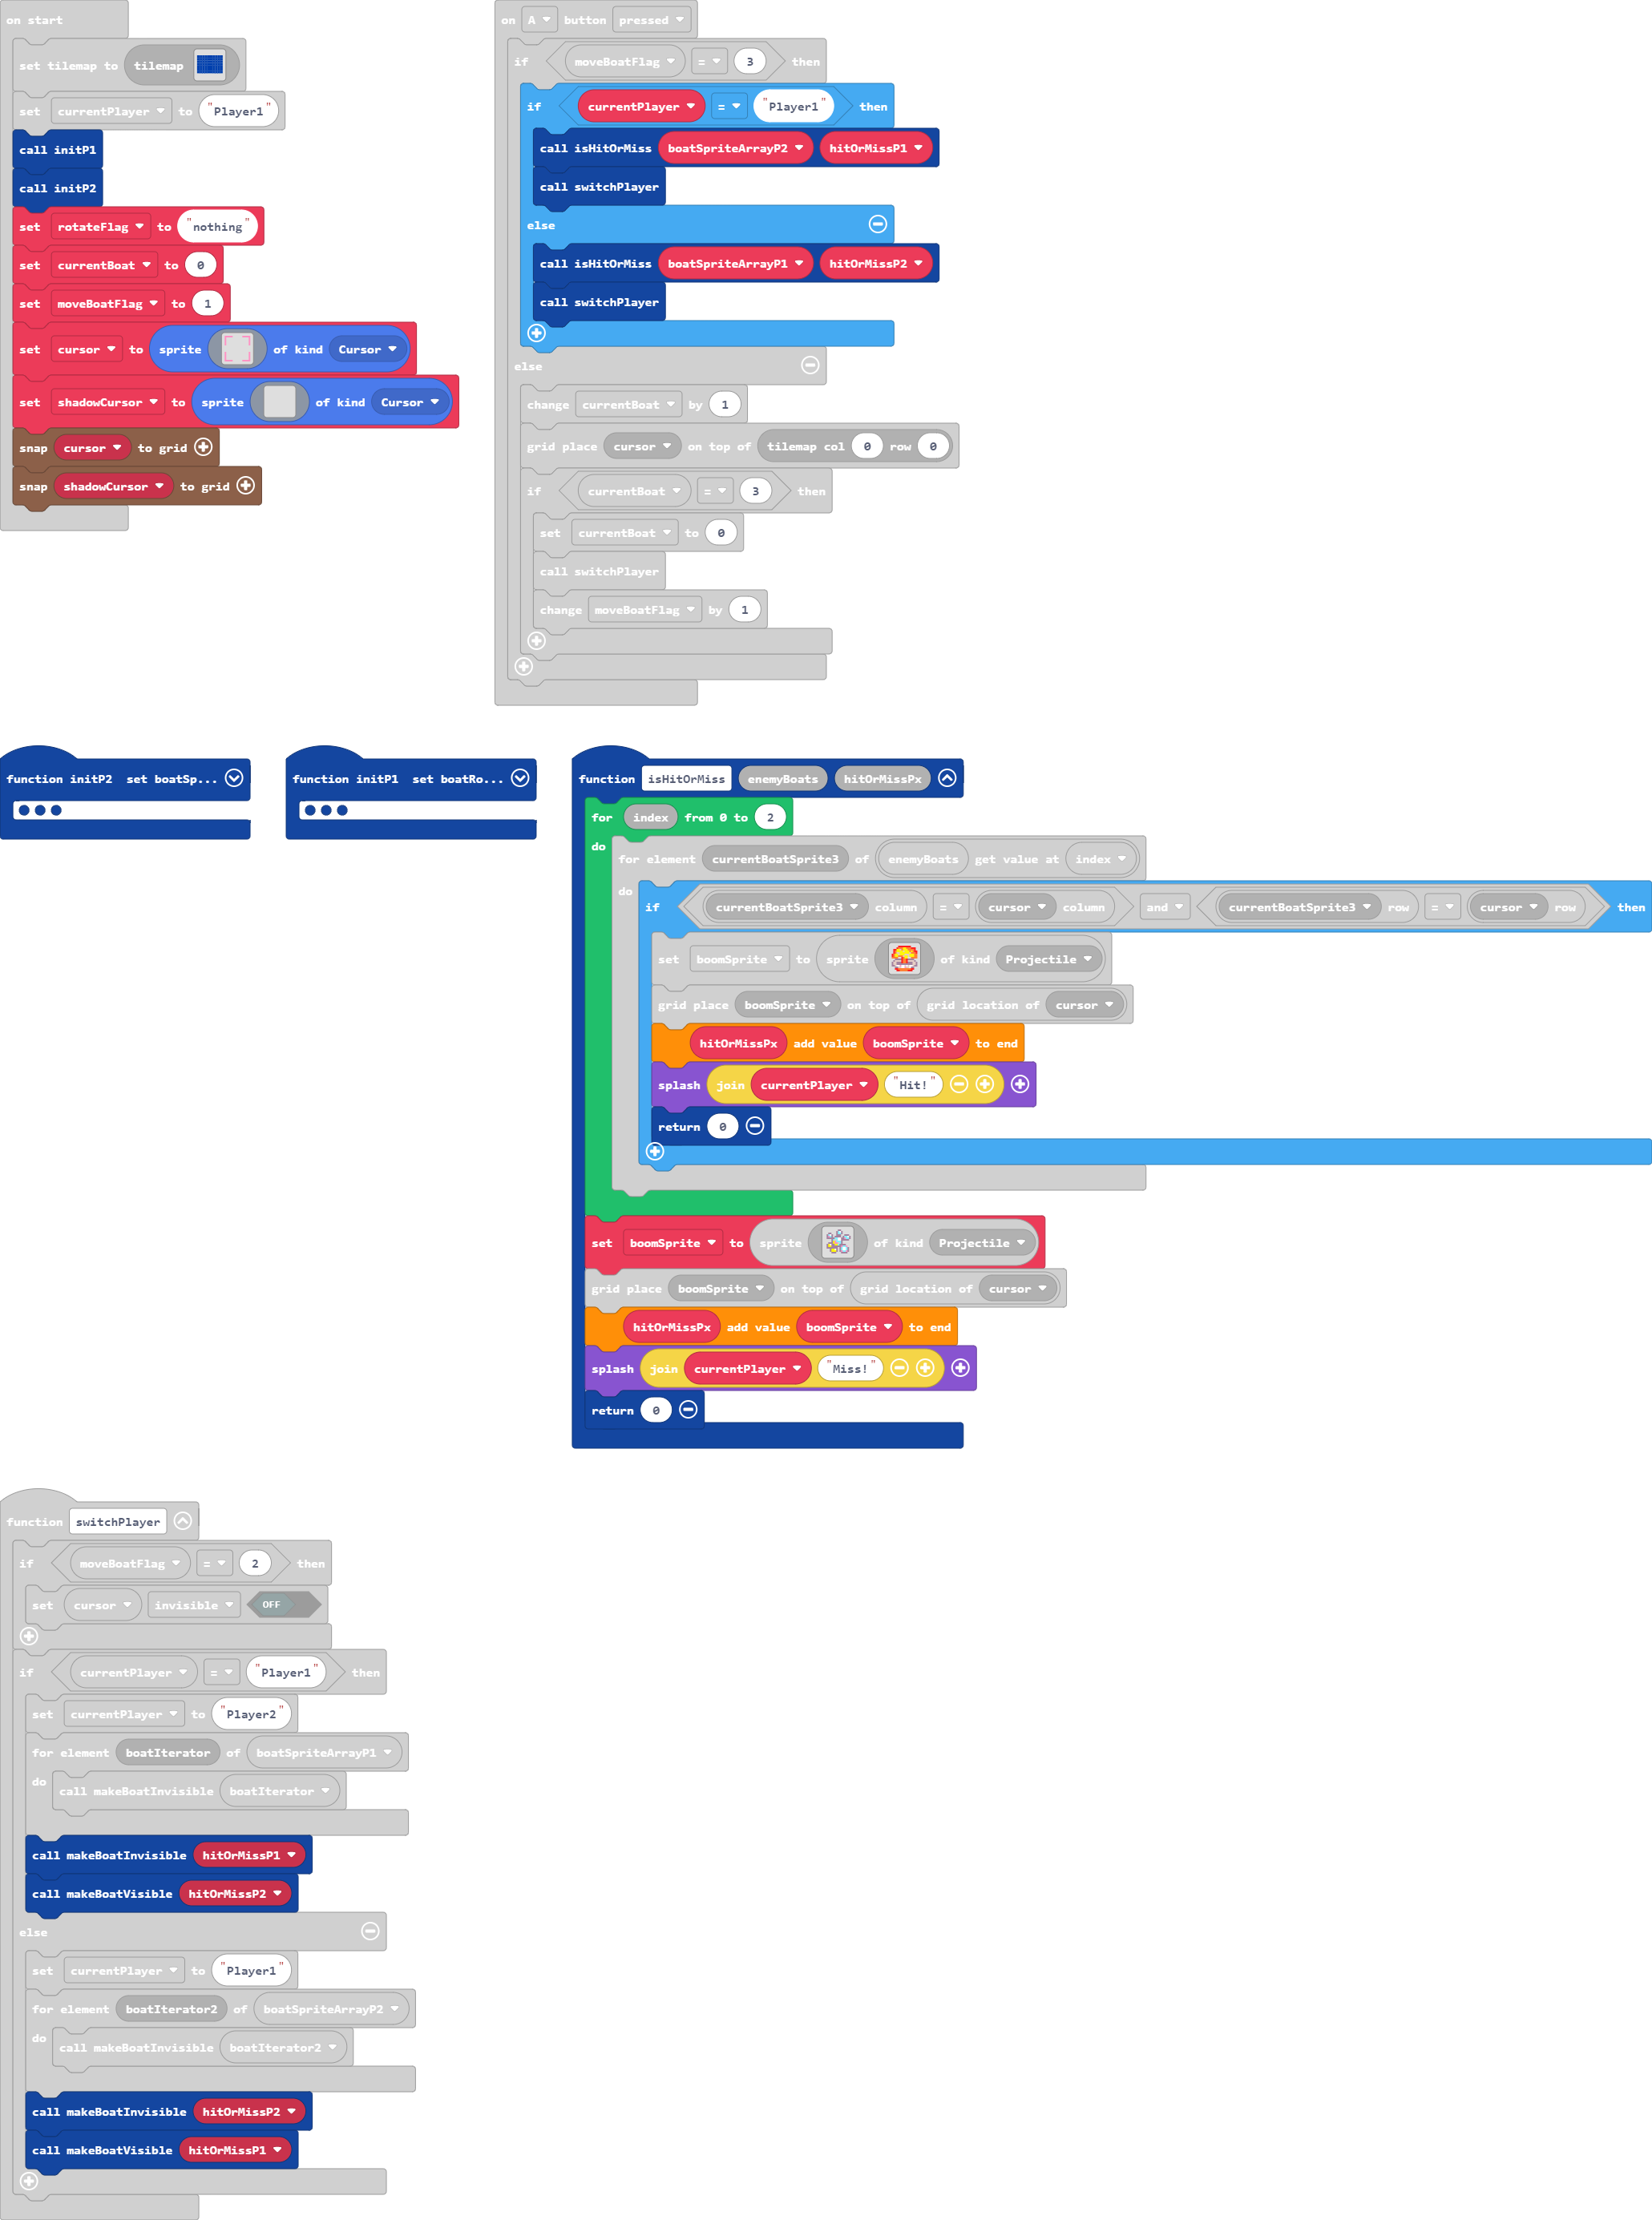 on start
set tilemap to tilemap
set currentPlayer to "Player1"
call initP1
call initP2
set rotateFlag to "nothing"
set currentBoat to 0
set moveBoatFlag to 1
set cursor to sprite of kind Cursor
set shadowCursor to sprite of kind Cursor
snap cursor to grid
snap shadowCursor to grid
on A button pressed
if moveBoatFlag = 3 then
if currentPlayer = "Player1" then
call isHitOrMiss boatSpriteArrayP2 hitOrMissP1
call switchPlayer
else
call isHitOrMiss boatSpriteArrayP1 hitOrMissP2
call switchPlayer
else
change currentBoat by 1
grid place cursor on top of tilemap col 0 row 0
if currentBoat = 3 then
set currentBoat to 0
call switchPlayer
change moveBoatFlag by 1
function initP2 set boatSp...
function initP1 set boatRo...
function isHitOrMiss enemyBoats hitOrMissPx
for index from 0 to 2
do
for element currentBoatSprite3 of enemyBoats get value at index
do
if currentBoatSprite3 column = cursor column and currentBoatSprite3 row = cursor row then
set boomSprite to sprite of kind Projectile
grid place boomSprite on top of grid location of cursor
hitOrMissPx add value boomSprite to end
splash join currentPlayer "Hit!"
return 0
set boomSprite to sprite of kind Projectile
grid place boomSprite on top of grid location of cursor
hitOrMissPx add value boomSprite to end
splash join currentPlayer "Miss!"
return 0
function switchPlayer
if moveBoatFlag = 2 then
set cursor invisible OFF
if currentPlayer = "Player1" then
set currentPlayer to "Player2"
for element boatIterator of boatSpriteArrayP1
do
call makeBoatInvisible boatIterator
call makeBoatInvisible hitOrMissP1
call makeBoatVisible hitOrMissP2
else
set currentPlayer to "Player1"
for element boatIterator2 of boatSpriteArrayP2
do
call makeBoatInvisible boatIterator2
call makeBoatInvisible hitOrMissP2
call makeBoatVisible hitOrMissP1